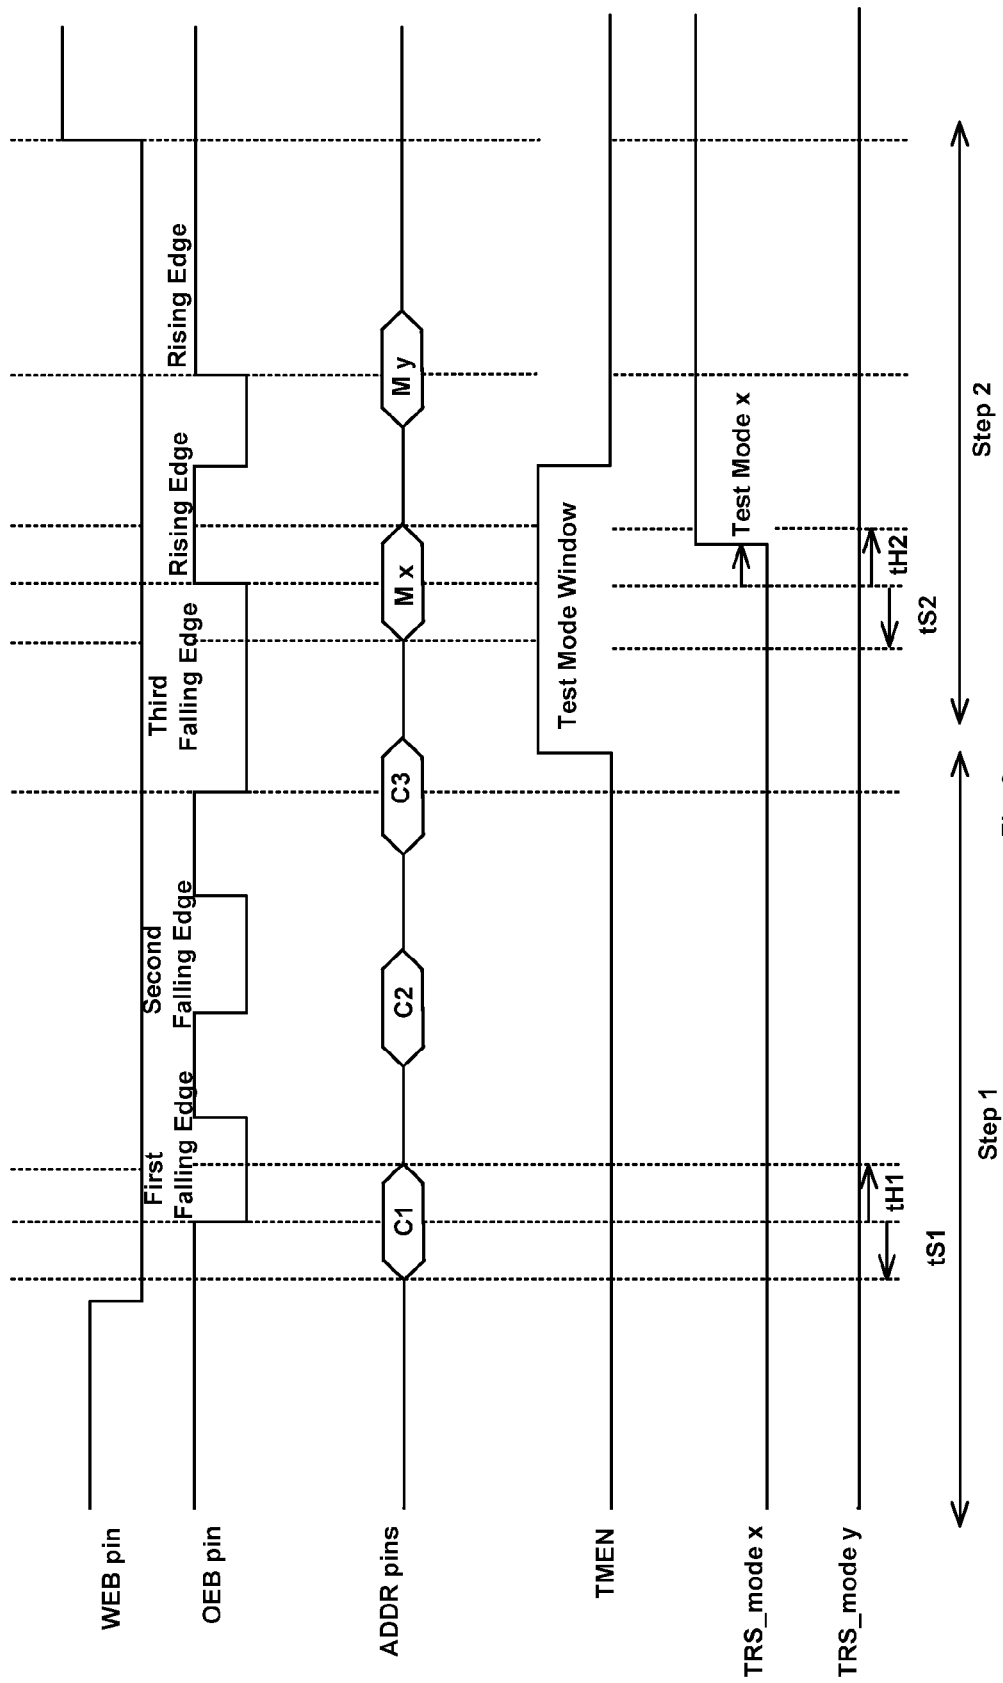 WEB pin
First
Falling Edge
Second
Falling Edge
Third
Falling Edge
Rising Edge
Rising Edge
OEB pin
ADDR pins
C1
C2
C3
M x
M y
TMEN
Test Mode Window
TRS_mode x
Test Mode x
TRS_mode y
tS1
tH1
tS2
tH2
Step 1
Step 2